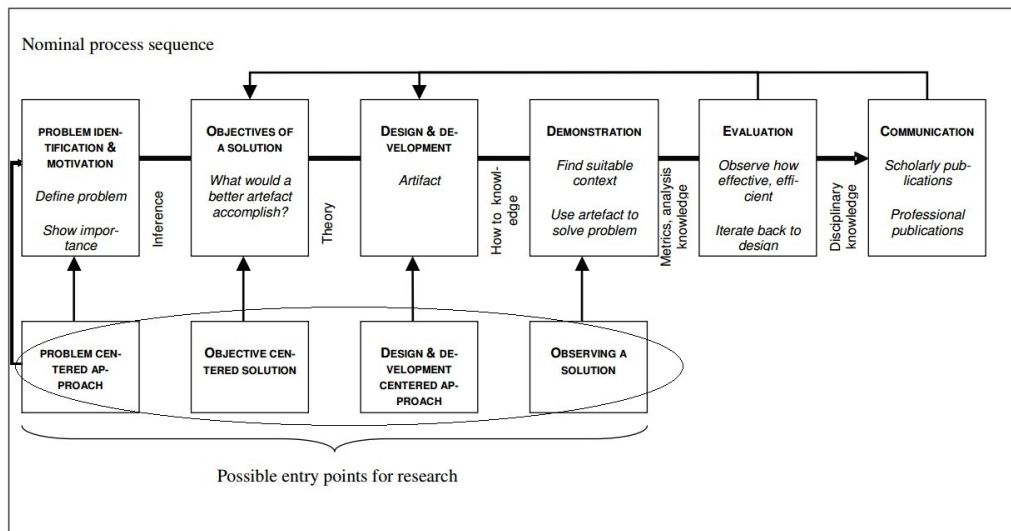 Nominal process sequence
PROBLEM IDEN-
TIFICATION &
MOTIVATION
Define problem
Show impor-
tance
Inference
OBJECTIVES OF
A SOLUTION
What would a
better artefact
accomplish?
Theory
DESIGN & DE-
VELOPMENT
Artifact
How to knowl-
edge
DEMONSTRATION
Find suitable
context
Use artefact to
solve problem
Metrics, analysis
knowledge
EVALUATION
Observe how
effective, effi-
cient
Iterate back to
design
Disciplinary
knowledge
COMMUNICATION
Scholarly pub-
lications
Professional
publications
PROBLEM CEN-
TERED AP-
PROACH
OBJECTIVE CEN-
TERED SOLUTION
DESIGN & DE-
VELOPMENT
CENTERED AP-
PROACH
OBSERVING A
SOLUTION
Possible entry points for research